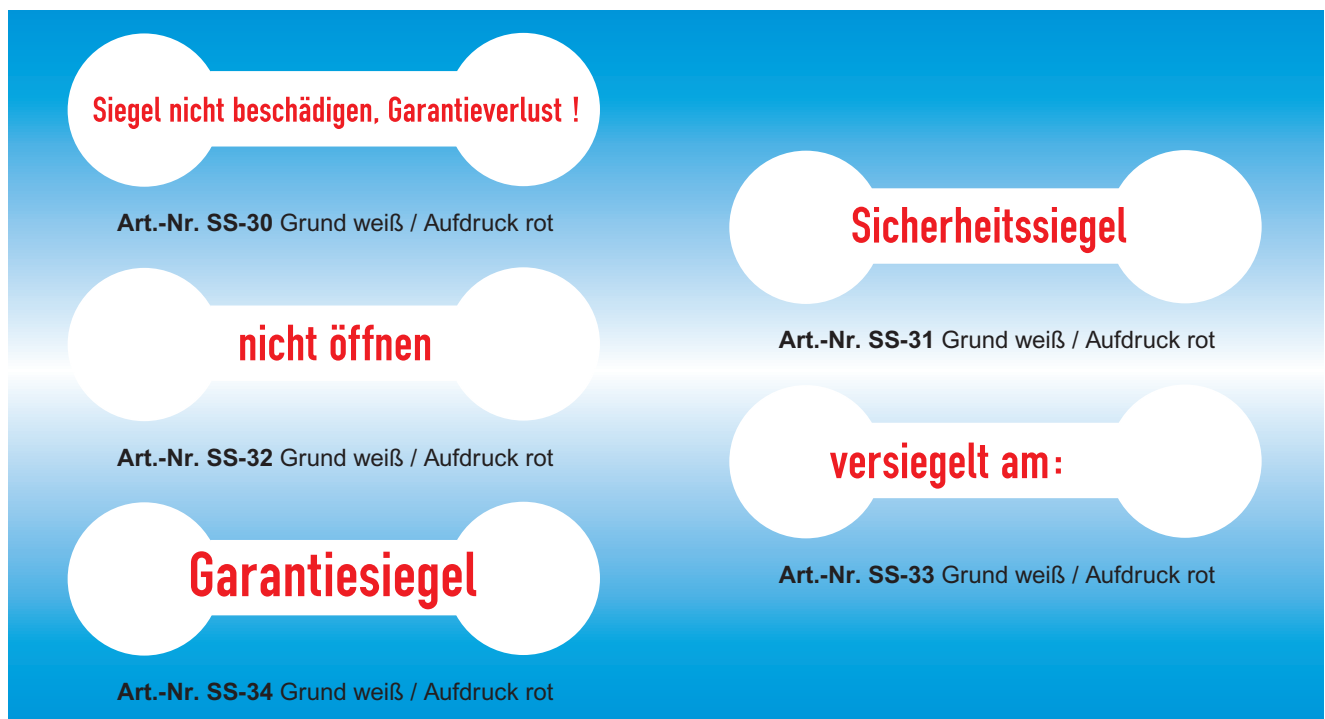 Siegel nicht beschädigen, Garantieverlust !
Art.-Nr. SS-30 Grund weiß / Aufdruck rot
Sicherheitssiegel
Art.-Nr. SS-31 Grund weiß / Aufdruck rot
nicht öffnen
Art.-Nr. SS-32 Grund weiß / Aufdruck rot
versiegelt am:
Art.-Nr. SS-33 Grund weiß / Aufdruck rot
Garantiesiegel
Art.-Nr. SS-34 Grund weiß / Aufdruck rot